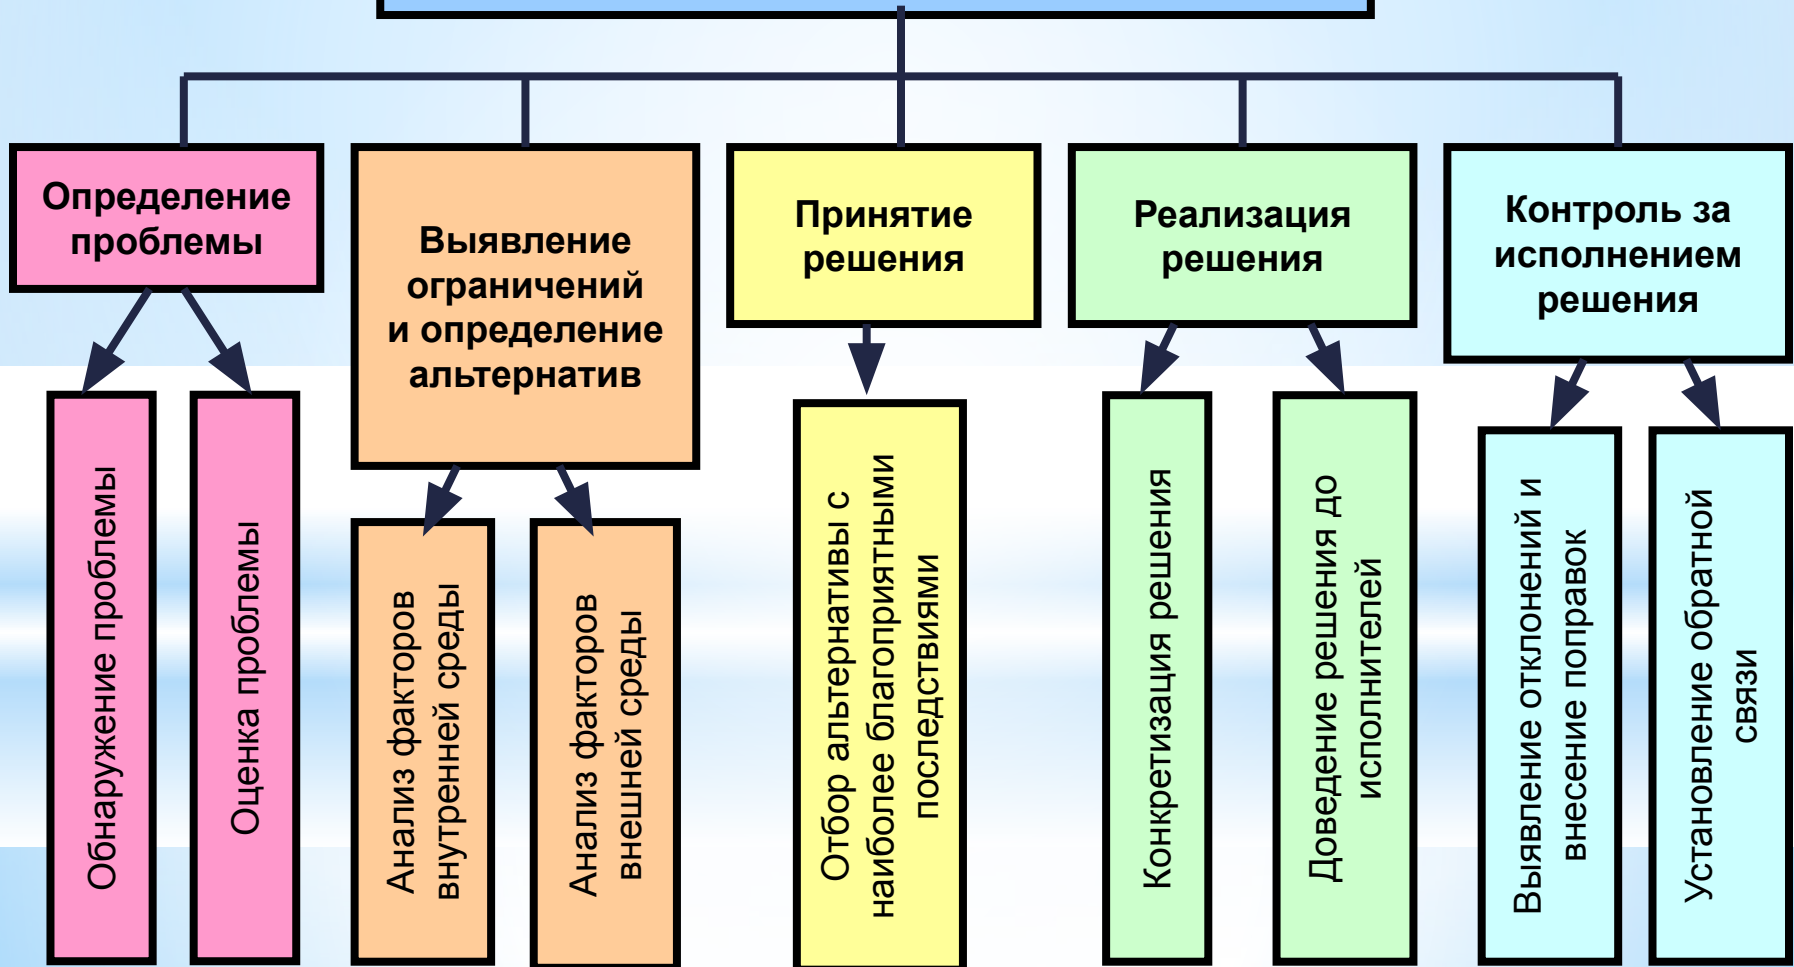 Определение
проблемы
Выявление
ограничений
и определение
альтернатив
Принятие
решения
Реализация
решения
Контроль за
исполнением
решения
Обнаружение проблемы
Оценка проблемы
Анализ факторов
внутренней среды
Анализ факторов
внешней среды
Отбор альтернативы с
наиболее благоприятными
последствиями
Конкретизация решения
Доведение решения до
исполнителей
Выявление отклонений и
внесение поправок
Установление обратной
связи